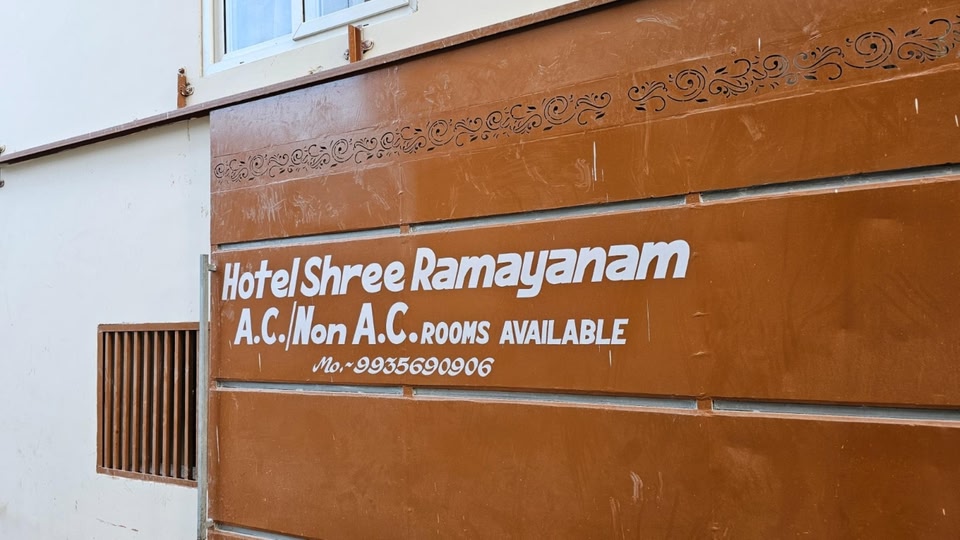 Hotel Shree Ramayanam
A.C./Non A.C. ROOMS AVAILABLE
Mo.~9935690906